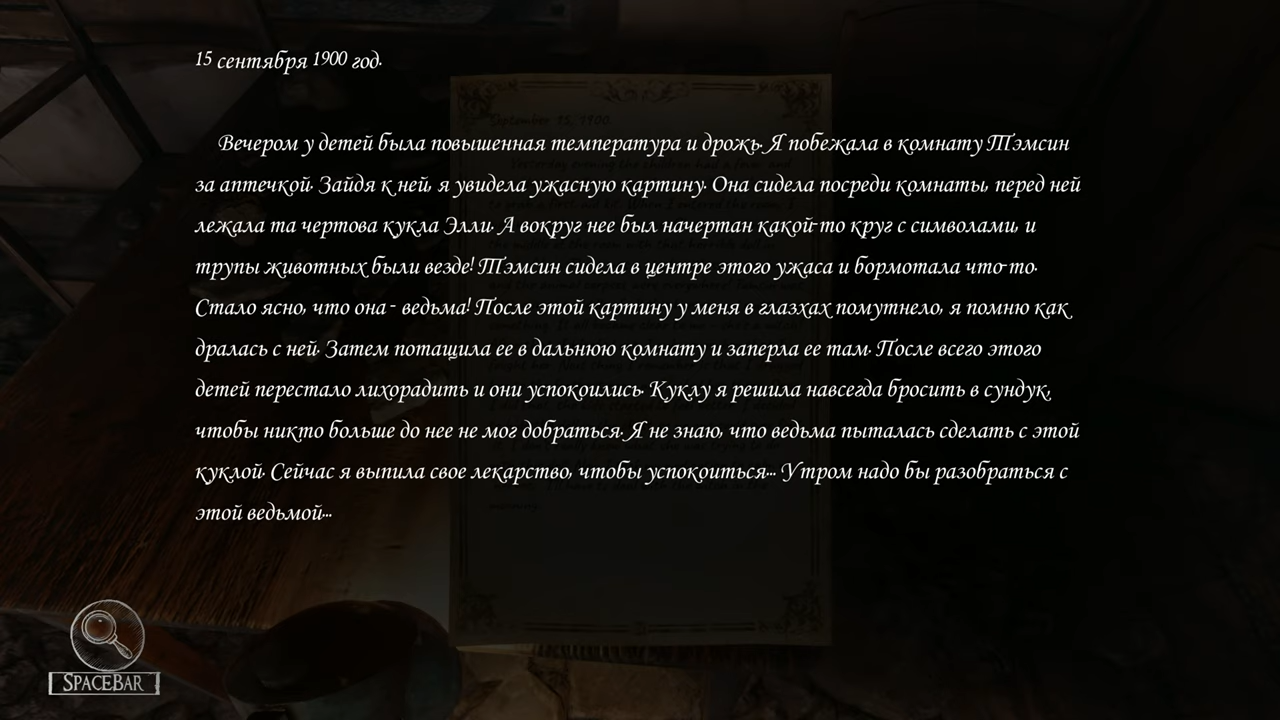 15 сентября 1900 год.
Вечером у детей была повышенная температура и дрожь. Я побежала в комнату Тэмсин
за аптечкой. Зайдя к ней, я увидела ужасную картину. Она сидела посреди комнаты, перед ней
лежала та чертова кукла Элли. А вокруг нее был начертан какой-то круг с символами, и
трупы животных были везде! Тэмсин сидела в центре этого ужаса и бормотала что-то.
Стало ясно, что она - ведьма! После этой картину у меня в глазхах помутнело, я помню как
дралась с ней. Затем потащила ее в дальнюю комнату и заперла ее там. После всего этого
детей перестало лихорадить и они успокоились. Куклу я решила навсегда бросить в сундук,
чтобы никто больше до нее не мог добраться. Я не знаю, что ведьма пыталась сделать с этой
куклой. Сейчас я выпила свое лекарство, чтобы успокоиться... Утром надо бы разобраться с
этой ведьмой...
September 15, 1900
SPACEBAR